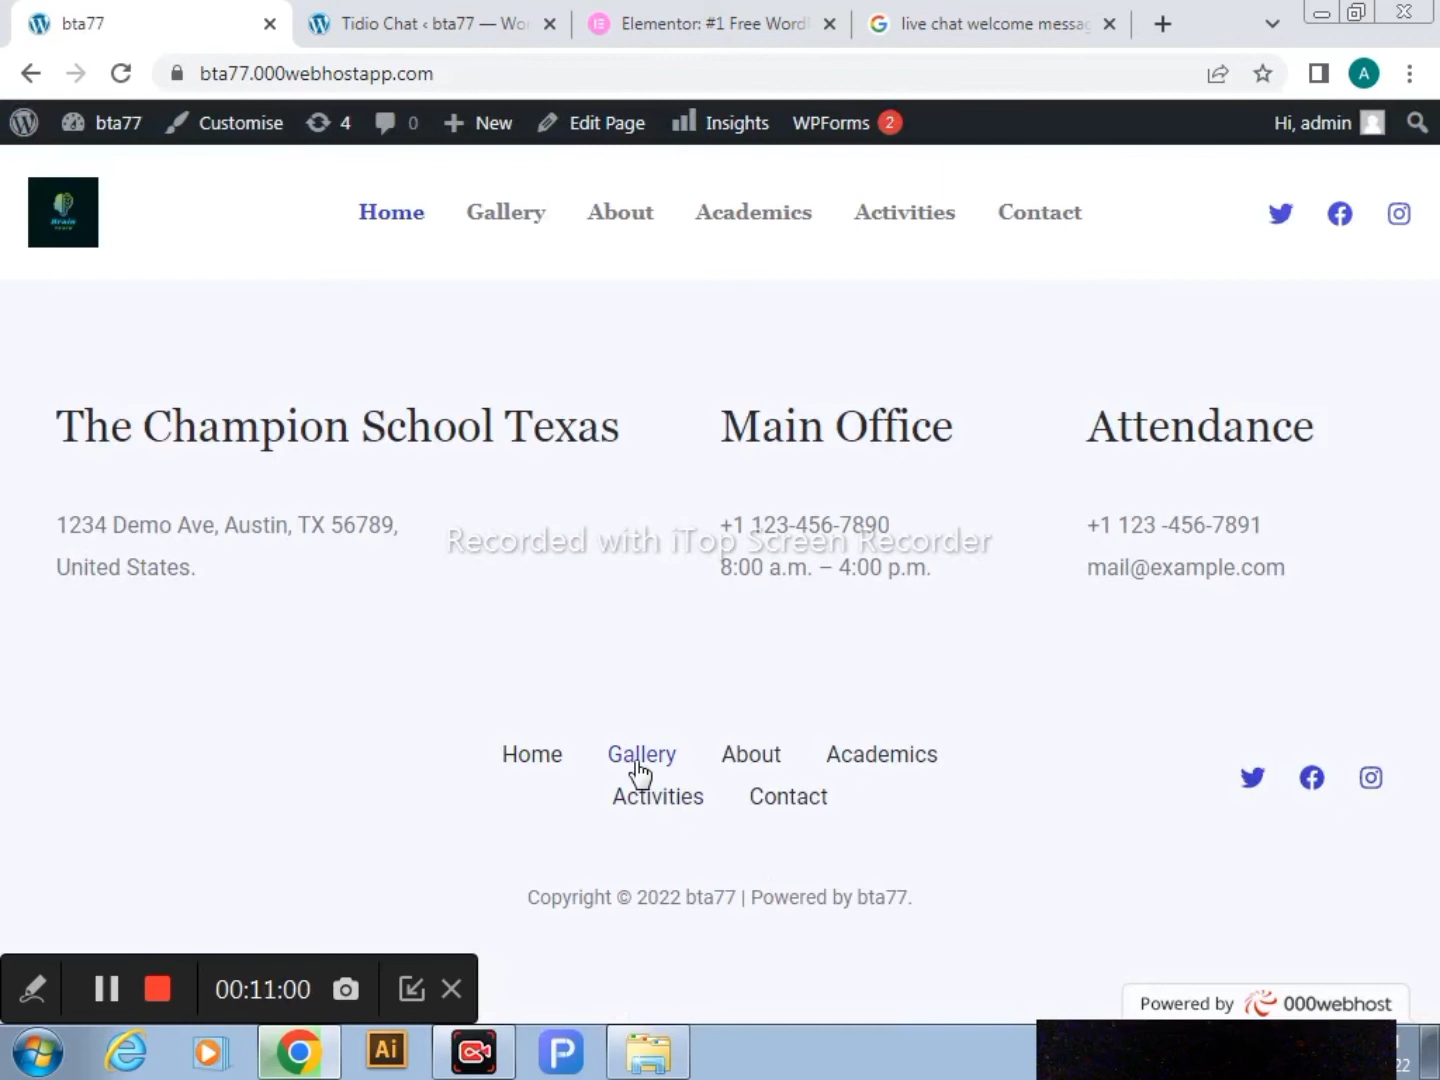 bta77
Tidio Chat ‹ bta77 — Wo
Elementor: #1 Free Word
live chat welcome messa
bta77.000webhostapp.com
A
bta77
Customise
4
0
New
Edit Page
Insights
WPForms 2
Hi, admin
Home
Gallery
About
Academics
Activities
Contact
The Champion School Texas
Main Office
Attendance
1234 Demo Ave, Austin, TX 56789,
United States.
+1 123-456-7890
8:00 a.m. – 4:00 p.m.
+1 123 -456-7891
mail@example.com
Recorded with iTop Screen Recorder
Home
Gallery
About
Academics
Activities
Contact
Copyright © 2022 bta77 | Powered by bta77.
00:11:00
Powered by 000webhost
Ai
P
22